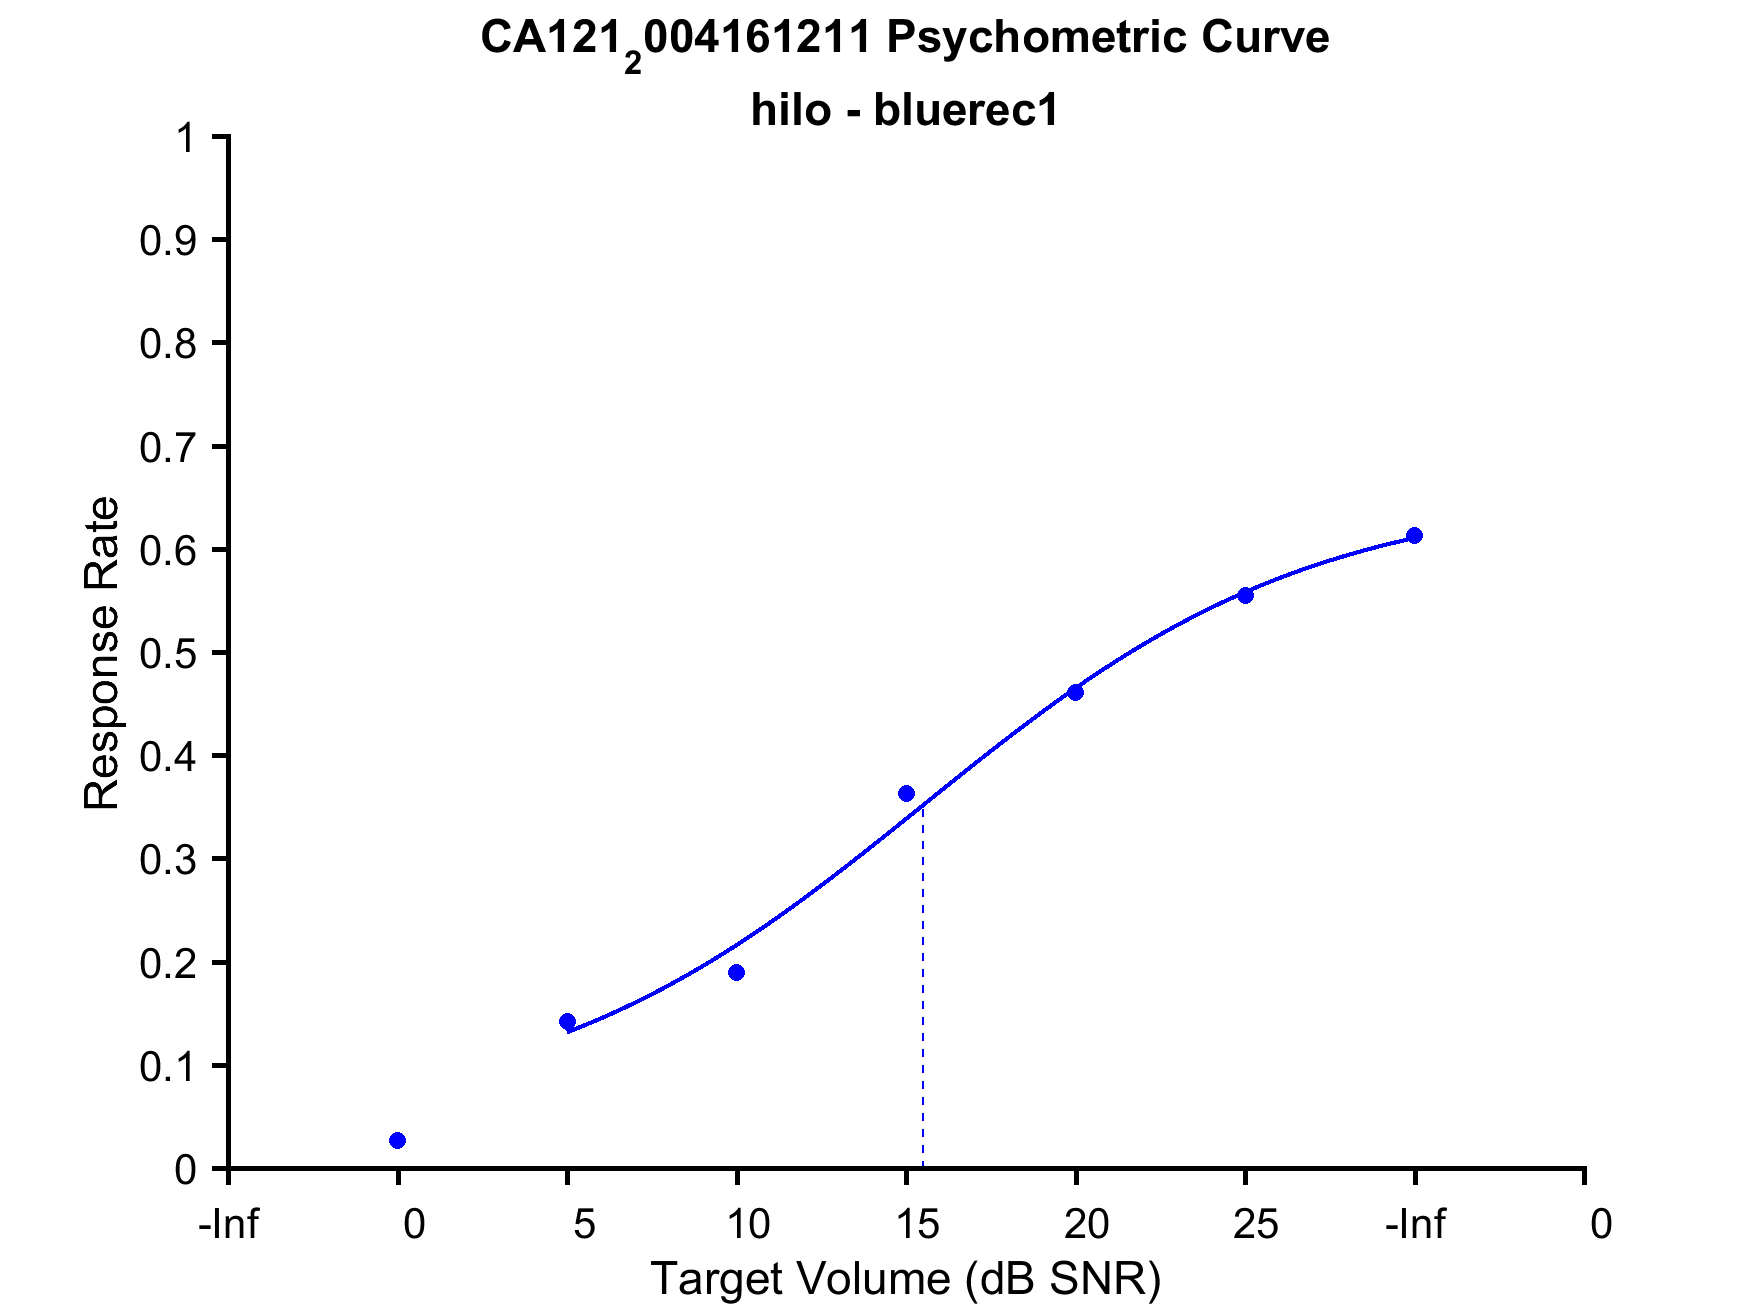 CA121₂004161211 Psychometric Curve
hilo - bluerec1
1
0.9
0.8
0.7
0.6
0.5
0.4
0.3
0.2
0.1
0
Response Rate
-Inf 0 5 10 15 20 25 -Inf 0
Target Volume (dB SNR)